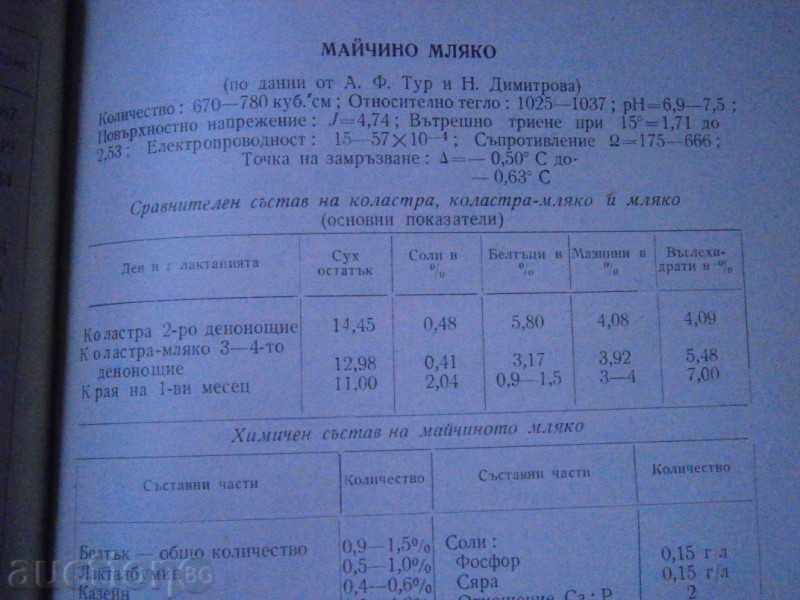 МАЙЧИНО МЛЯКО
(по данни от А. Ф. Тур и Н. Димитрова)
Количество: 670—780 куб. см; Относително тегло: 1025—1037; pH=6,9—7,5;
Повърхностно напрежение: J=4,74; Вътрешно триене при 15°=1,71 до
2,53; Електропроводност: 15—57×10⁻⁴; Съпротивление Ω=175—666;
Точка на замръзване: Δ=— 0,50° С до-
— 0,63° С
Сравнителен състав на коластра, коластра-мляко и мляко
(основни показатели)
Ден на лактацията | Сух остатък | Соли в % | Белтъци в % | Мазнини в % | Въглехидрати в %
Коластра 2-ро денонощие | 14,45 | 0,48 | 5,80 | 4,08 | 4,09
Коластра-мляко 3—4-то
денонощие | 12,98 | 0,41 | 3,17 | 3,92 | 5,48
Края на 1-ви месец | 11,00 | 2,04 | 0,9—1,5 | 3—4 | 7,00
Химичен състав на майчиното мляко
Съставни части | Количество | Съставни части | Количество
Белтък — общо количество | 0,9—1,5% | Соли:
Лакталбумин | 0,5—1,0% | Фосфор | 0,15 г/л
Казеин | 0,4—0,6% | Сяра | 0,15 г/л
Отношение Ca : P | 2
auction.BG